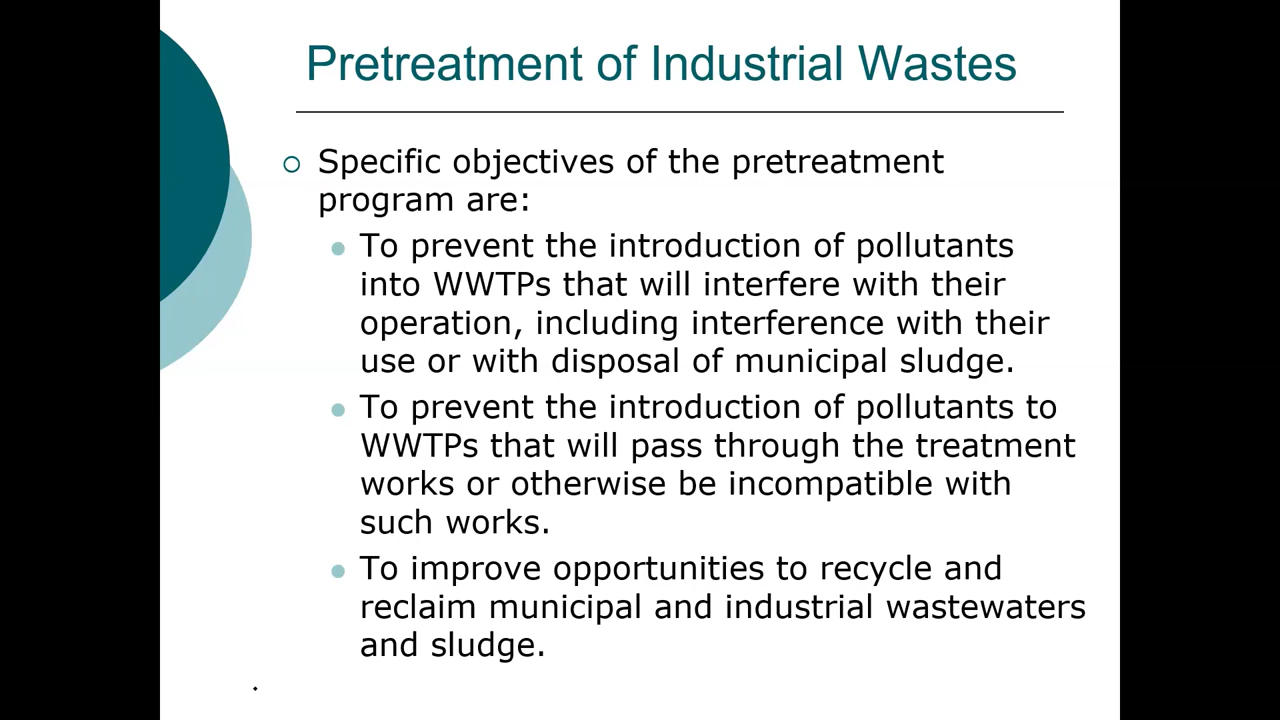 Pretreatment of Industrial Wastes
Specific objectives of the pretreatment
program are:
To prevent the introduction of pollutants
into WWTPs that will interfere with their
operation, including interference with their
use or with disposal of municipal sludge.
To prevent the introduction of pollutants to
WWTPs that will pass through the treatment
works or otherwise be incompatible with
such works.
To improve opportunities to recycle and
reclaim municipal and industrial wastewaters
and sludge.